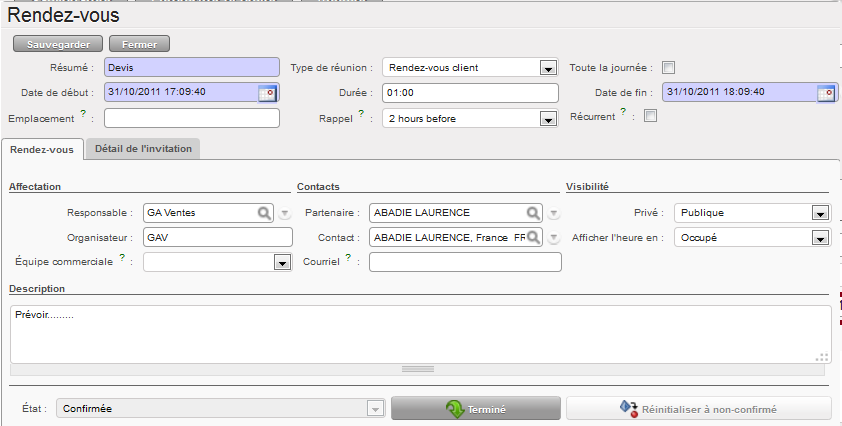 Rendez-vous
Sauvegarder Fermer
Résumé : Devis Type de réunion : Rendez-vous client Toute la journée :
Date de début : 31/10/2011 17:09:40 Durée : 01:00 Date de fin : 31/10/2011 18:09:40
Emplacement ? : Rappel ? : 2 hours before Récurrent ? :
Rendez-vous Détail de l'invitation
Affectation Contacts Visibilité
Responsable : GA Ventes Partenaire : ABADIE LAURENCE Privé : Publique
Organisateur : GAV Contact : ABADIE LAURENCE, France FR Afficher l'heure en : Occupé
Équipe commerciale ? : Courriel ? :
Description
Prévoir.........
État : Confirmée Terminé Réinitialiser à non-confirmé